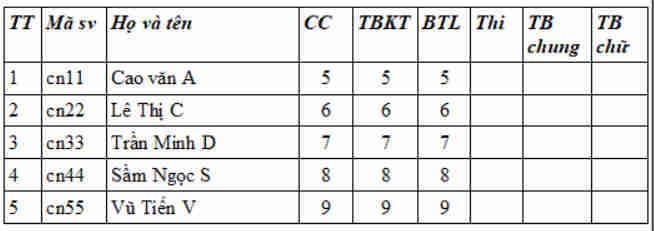 TT Mã sv Họ và tên CC TBKT BTL Thi TB chung TB chữ
1 cn11 Cao văn A 5 5 5
2 cn22 Lê Thị C 6 6 6
3 cn33 Trần Minh D 7 7 7
4 cn44 Sầm Ngọc S 8 8 8
5 cn55 Vũ Tiến V 9 9 9